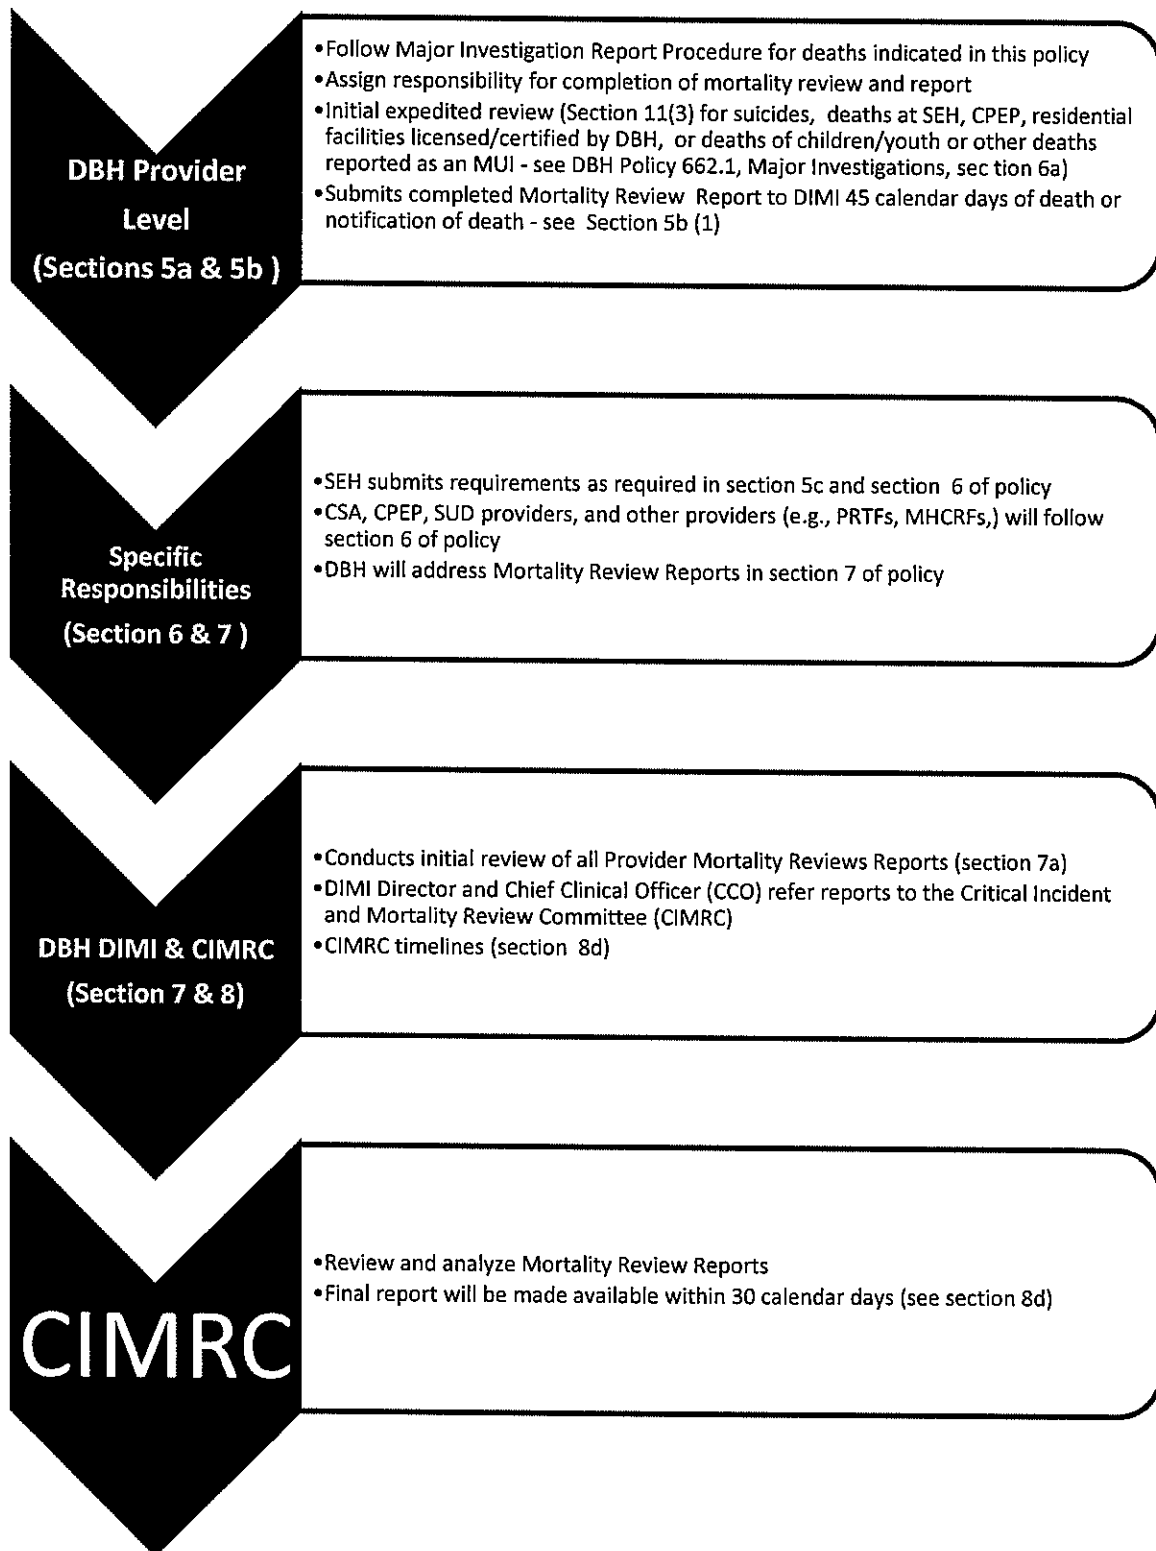 DBH Provider
Level
(Sections 5a & 5b )
•Follow Major Investigation Report Procedure for deaths indicated in this policy
•Assign responsibility for completion of mortality review and report
•Initial expedited review (Section 11(3) for suicides, deaths at SEH, CPEP, residential
facilities licensed/certified by DBH, or deaths of children/youth or other deaths
reported as an MUI - see DBH Policy 662.1, Major Investigations, sec tion 6a)
•Submits completed Mortality Review Report to DIMI 45 calendar days of death or
notification of death - see Section 5b (1)
Specific
Responsibilities
(Section 6 & 7 )
•SEH submits requirements as required in section 5c and section 6 of policy
•CSA, CPEP, SUD providers, and other providers (e.g., PRTFs, MHCRFs,) will follow
section 6 of policy
•DBH will address Mortality Review Reports in section 7 of policy
DBH DIMI & CIMRC
(Section 7 & 8)
•Conducts initial review of all Provider Mortality Reviews Reports (section 7a)
•DIMI Director and Chief Clinical Officer (CCO) refer reports to the Critical Incident
and Mortality Review Committee (CIMRC)
•CIMRC timelines (section 8d)
CIMRC
•Review and analyze Mortality Review Reports
•Final report will be made available within 30 calendar days (see section 8d)